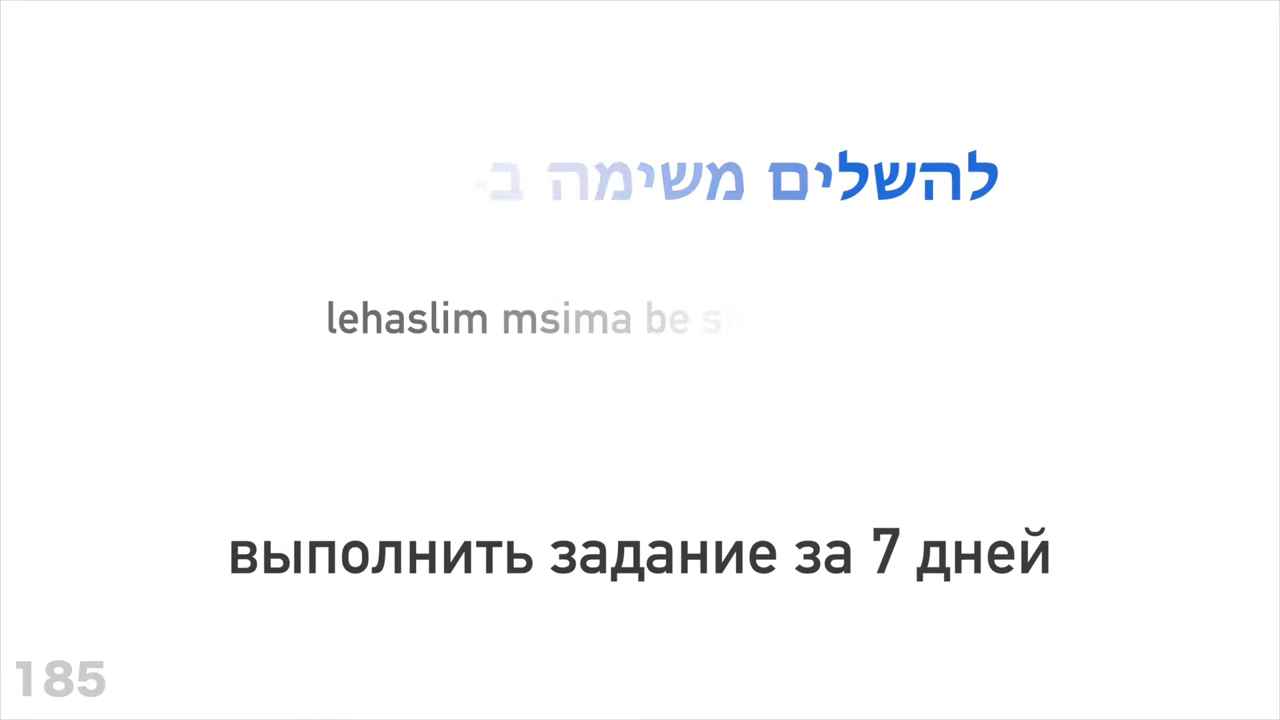 להשלים משימה ב-
lehaslim msima be
выполнить задание за 7 дней
185